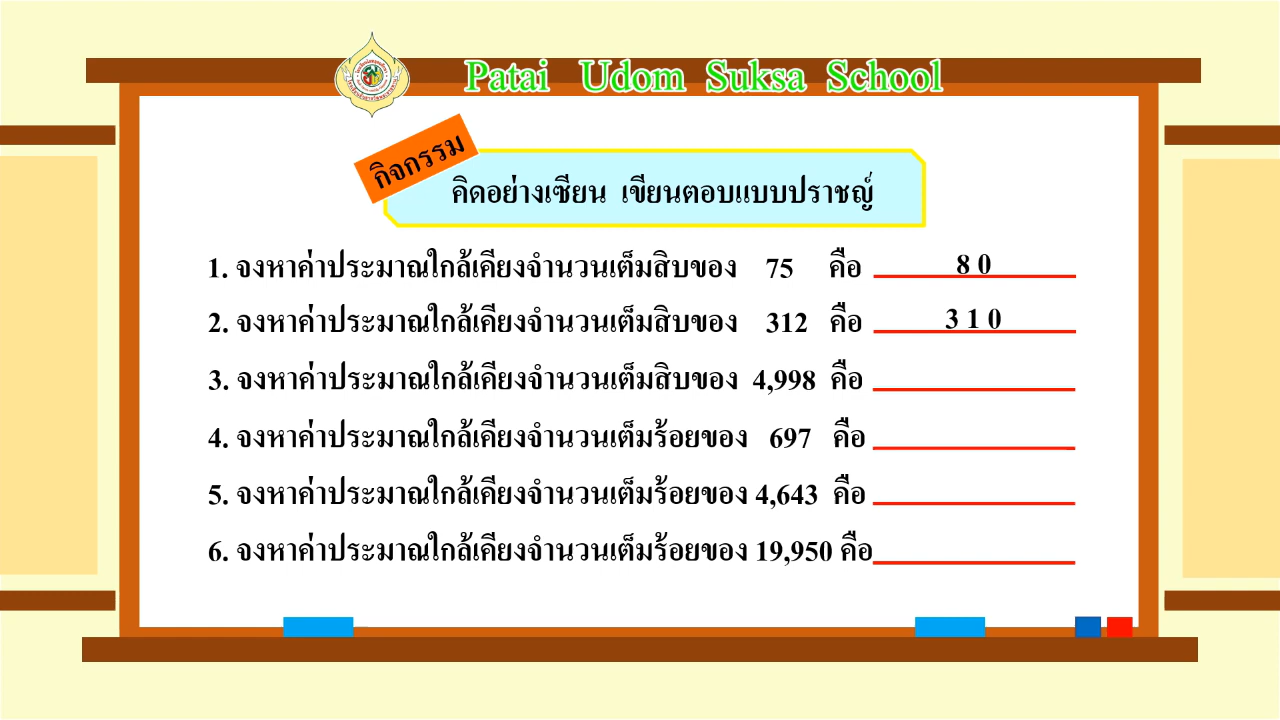 Patai Udom Suksa School
กิจกรรม
คิดอย่างเซียน เขียนตอบแบบปราชญ์
1. จงหาค่าประมาณใกล้เคียงจำนวนเต็มสิบของ 75 คือ 8 0
2. จงหาค่าประมาณใกล้เคียงจำนวนเต็มสิบของ 312 คือ 3 1 0
3. จงหาค่าประมาณใกล้เคียงจำนวนเต็มสิบของ 4,998 คือ
4. จงหาค่าประมาณใกล้เคียงจำนวนเต็มร้อยของ 697 คือ
5. จงหาค่าประมาณใกล้เคียงจำนวนเต็มร้อยของ 4,643 คือ
6. จงหาค่าประมาณใกล้เคียงจำนวนเต็มร้อยของ 19,950 คือ